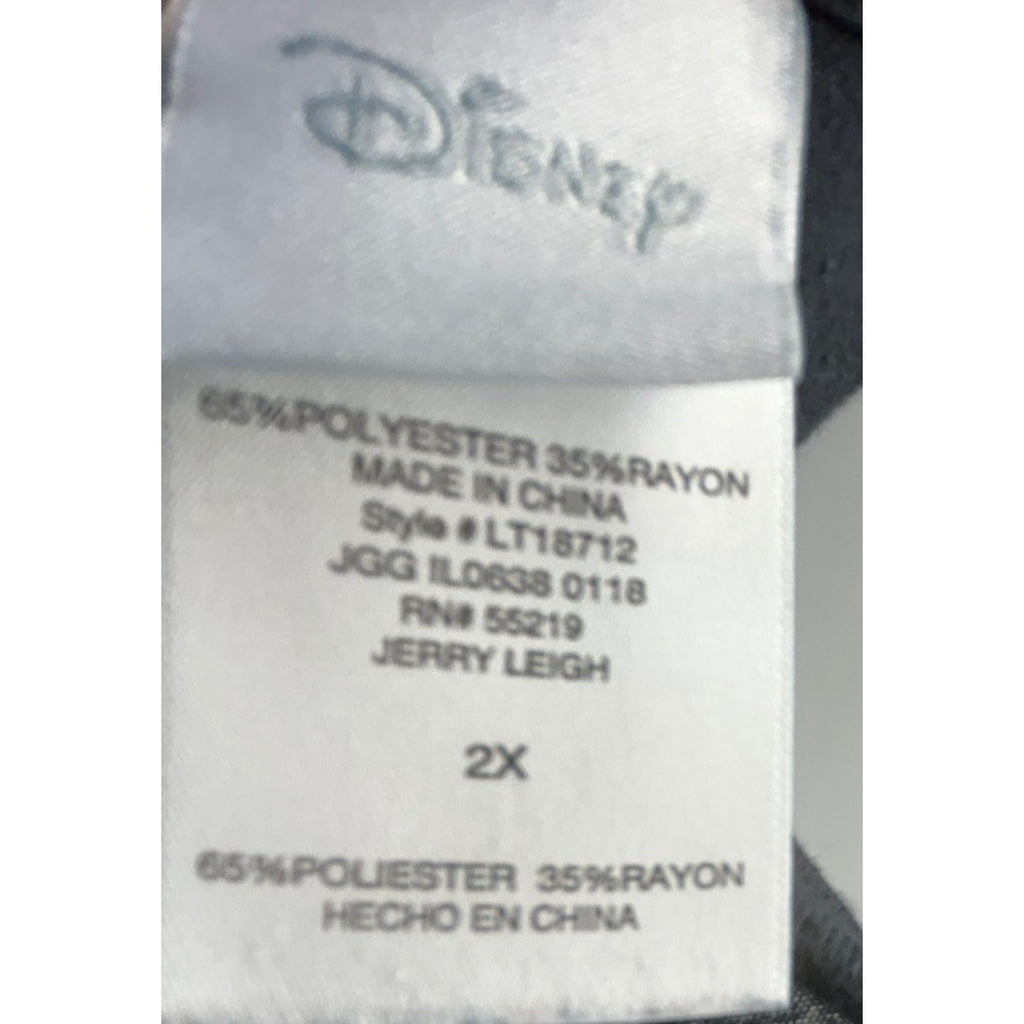 Disney
65%POLYESTER 35%RAYON
MADE IN CHINA
Style # LT18712
JGG IL0638 0118
RN# 55219
JERRY LEIGH
2X
65%POLIESTER 35%RAYON
HECHO EN CHINA